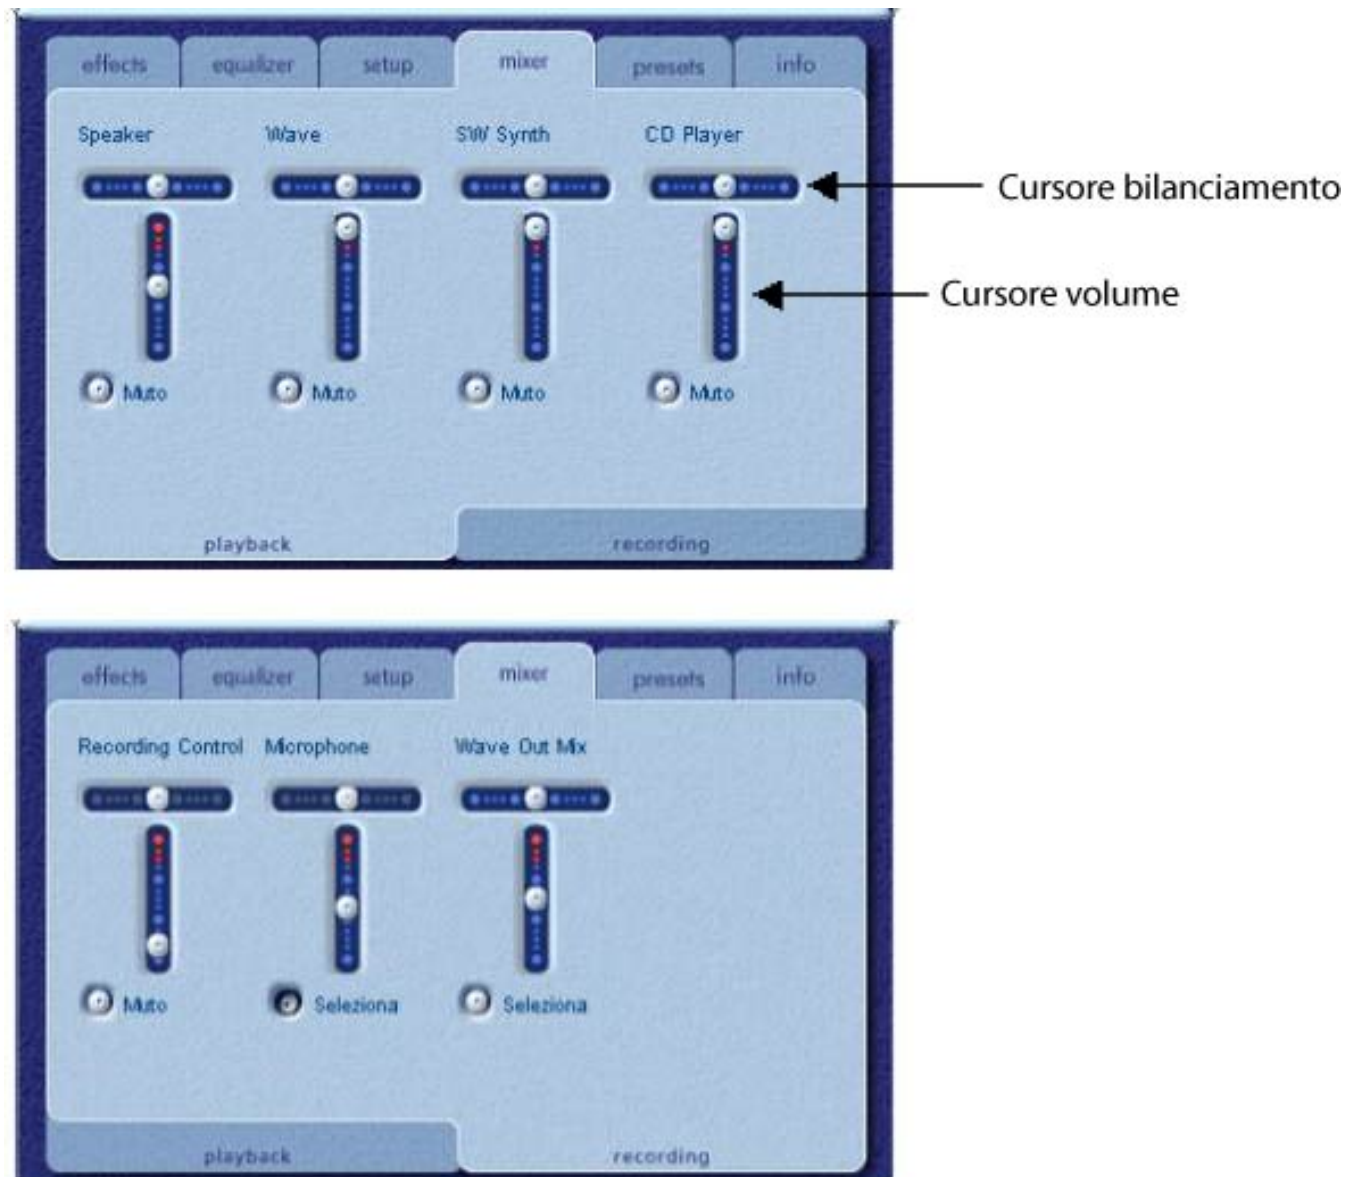 effects equalizer setup mixer presets info
Speaker Wave SW Synth CD Player
Cursore bilanciamento
Cursore volume
Muto Muto Muto Muto
playback recording
effects equalizer setup mixer presets info
Recording Control Microphone Wave Out Mix
Muto Seleziona Seleziona
playback recording